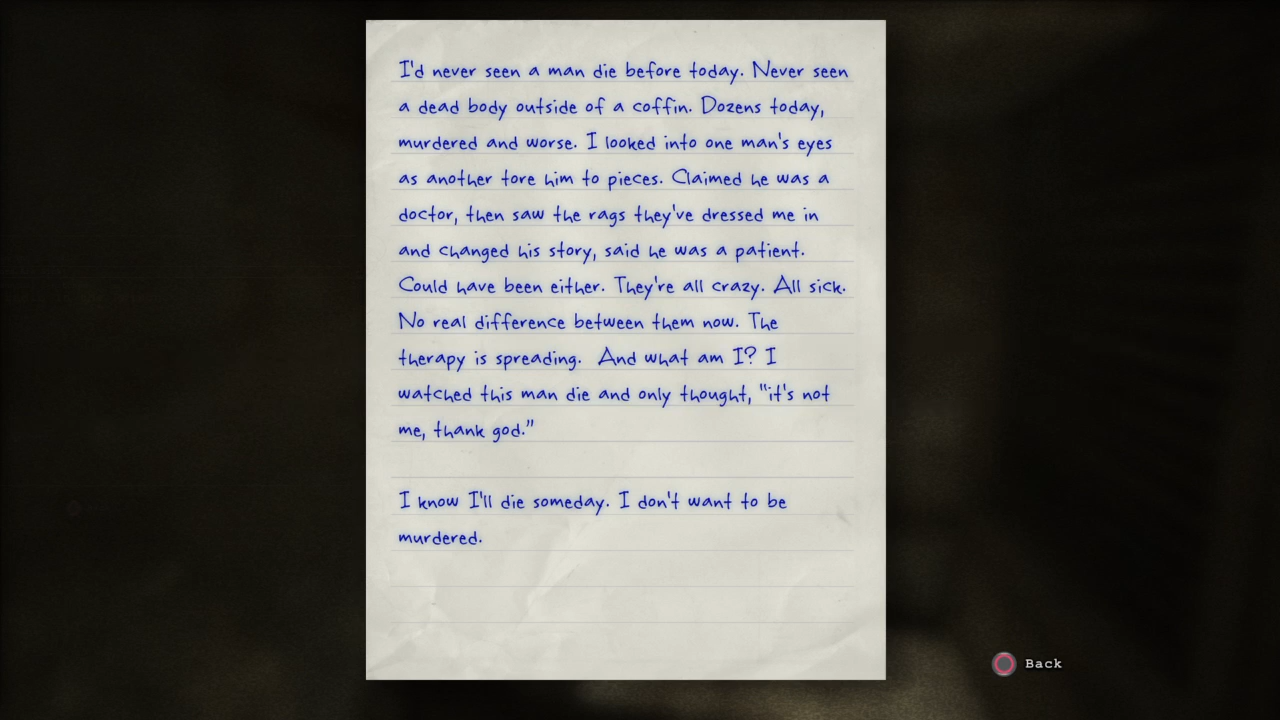 I'd never seen a man die before today. Never seen
a dead body outside of a coffin. Dozens today,
murdered and worse. I looked into one man's eyes
as another tore him to pieces. Claimed he was a
doctor, then saw the rags they've dressed me in
and changed his story, said he was a patient.
Could have been either. They're all crazy. All sick.
No real difference between them now. The
therapy is spreading. And what am I? I
watched this man die and only thought, "it's not
me, thank god."
I know I'll die someday. I don't want to be
murdered.
Back